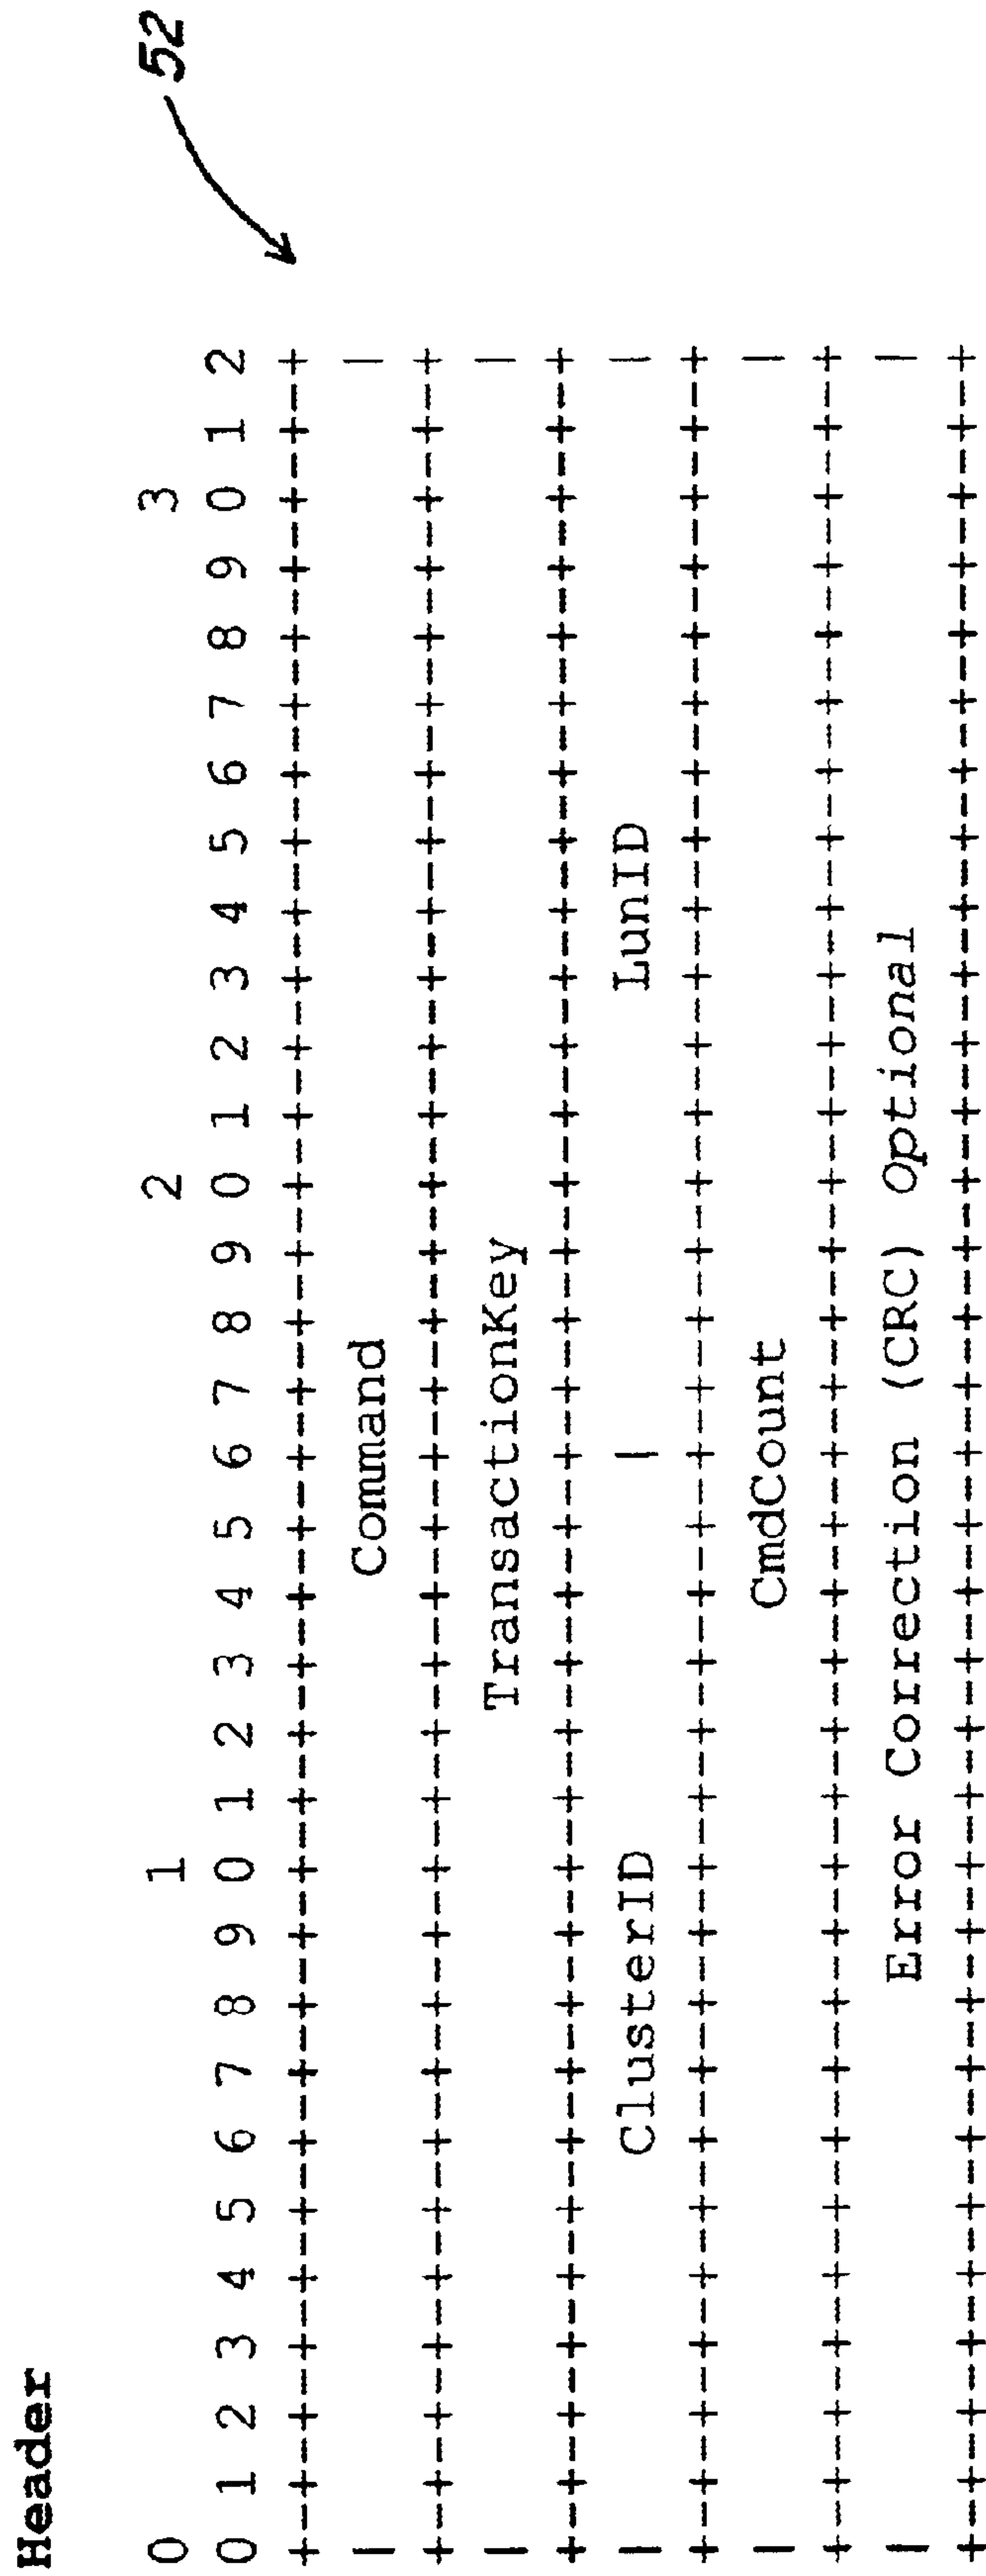 Header
52
0 1 2 3
0 1 2 3 4 5 6 7 8 9 0 1 2 3 4 5 6 7 8 9 0 1 2 3 4 5 6 7 8 9 0 1 2
+--+--+--+--+--+--+--+--+--+--+--+--+--+--+--+--+--+--+--+--+--+--+--+--+--+--+--+--+--+--+--+--+
| Command |
+--+--+--+--+--+--+--+--+--+--+--+--+--+--+--+--+--+--+--+--+--+--+--+--+--+--+--+--+--+--+--+--+
| TransactionKey |
+--+--+--+--+--+--+--+--+--+--+--+--+--+--+--+--+--+--+--+--+--+--+--+--+--+--+--+--+--+--+--+--+
| ClusterID | LunID |
+--+--+--+--+--+--+--+--+--+--+--+--+--+--+--+--+--+--+--+--+--+--+--+--+--+--+--+--+--+--+--+--+
| CmdCount |
+--+--+--+--+--+--+--+--+--+--+--+--+--+--+--+--+--+--+--+--+--+--+--+--+--+--+--+--+--+--+--+--+
| Error Correction (CRC) Optional |
+--+--+--+--+--+--+--+--+--+--+--+--+--+--+--+--+--+--+--+--+--+--+--+--+--+--+--+--+--+--+--+--+